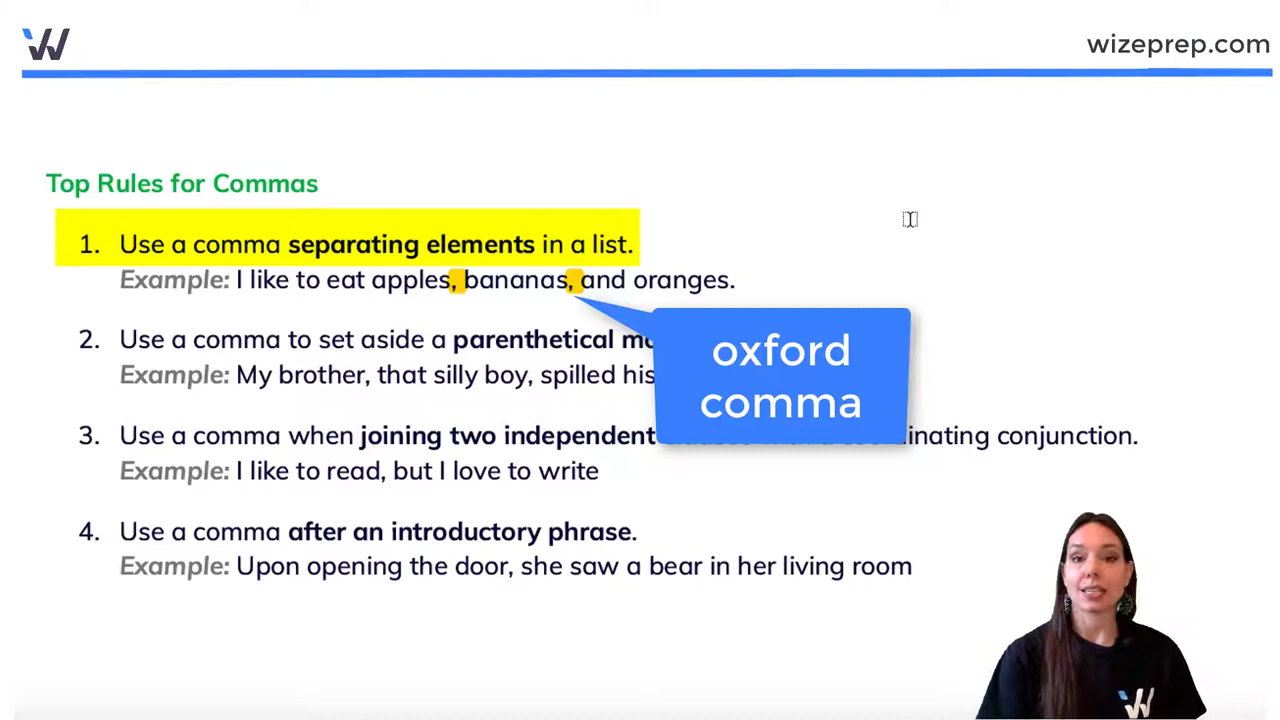 wizeprep.com
Top Rules for Commas
1. Use a comma separating elements in a list.
Example: I like to eat apples, bananas, and oranges.
oxford
comma
2. Use a comma to set aside a parenthetical
Example: My brother, that silly boy, spilled his
3. Use a comma when joining two independent conjunction.
Example: I like to read, but I love to write
4. Use a comma after an introductory phrase.
Example: Upon opening the door, she saw a bear in her living room